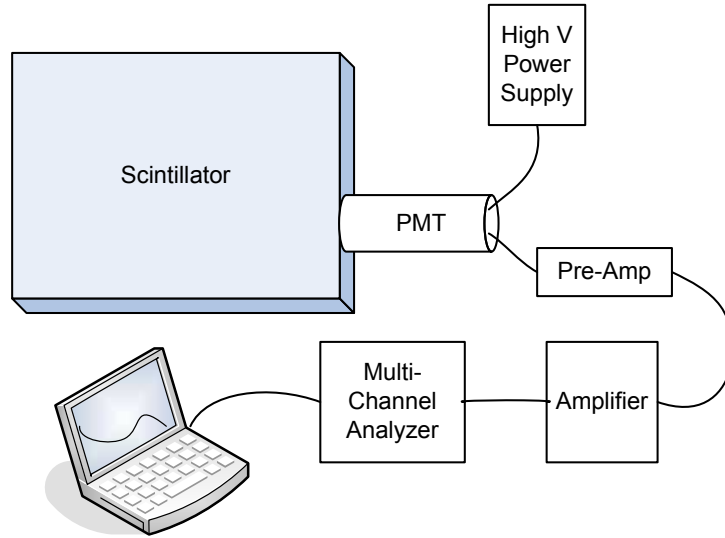 High V
Power
Supply
Scintillator
PMT
Pre-Amp
Multi-
Channel
Analyzer
Amplifier